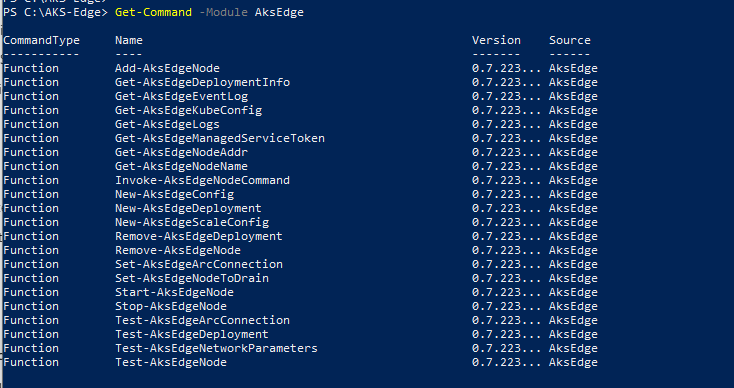 PS C:\AKS-Edge> Get-Command -Module AksEdge
CommandType     Name                                               Version    Source
-----------     ----                                               -------    ------
Function        Add-AksEdgeNode                                    0.7.223... AksEdge
Function        Get-AksEdgeDeploymentInfo                          0.7.223... AksEdge
Function        Get-AksEdgeEventLog                                0.7.223... AksEdge
Function        Get-AksEdgeKubeConfig                              0.7.223... AksEdge
Function        Get-AksEdgeLogs                                    0.7.223... AksEdge
Function        Get-AksEdgeManagedServiceToken                     0.7.223... AksEdge
Function        Get-AksEdgeNodeAddr                                0.7.223... AksEdge
Function        Get-AksEdgeNodeName                                0.7.223... AksEdge
Function        Invoke-AksEdgeNodeCommand                          0.7.223... AksEdge
Function        New-AksEdgeConfig                                  0.7.223... AksEdge
Function        New-AksEdgeDeployment                              0.7.223... AksEdge
Function        New-AksEdgeScaleConfig                             0.7.223... AksEdge
Function        Remove-AksEdgeDeployment                           0.7.223... AksEdge
Function        Remove-AksEdgeNode                                 0.7.223... AksEdge
Function        Set-AksEdgeArcConnection                           0.7.223... AksEdge
Function        Set-AksEdgeNodeToDrain                             0.7.223... AksEdge
Function        Start-AksEdgeNode                                  0.7.223... AksEdge
Function        Stop-AksEdgeNode                                   0.7.223... AksEdge
Function        Test-AksEdgeArcConnection                          0.7.223... AksEdge
Function        Test-AksEdgeDeployment                             0.7.223... AksEdge
Function        Test-AksEdgeNetworkParameters                      0.7.223... AksEdge
Function        Test-AksEdgeNode                                   0.7.223... AksEdge